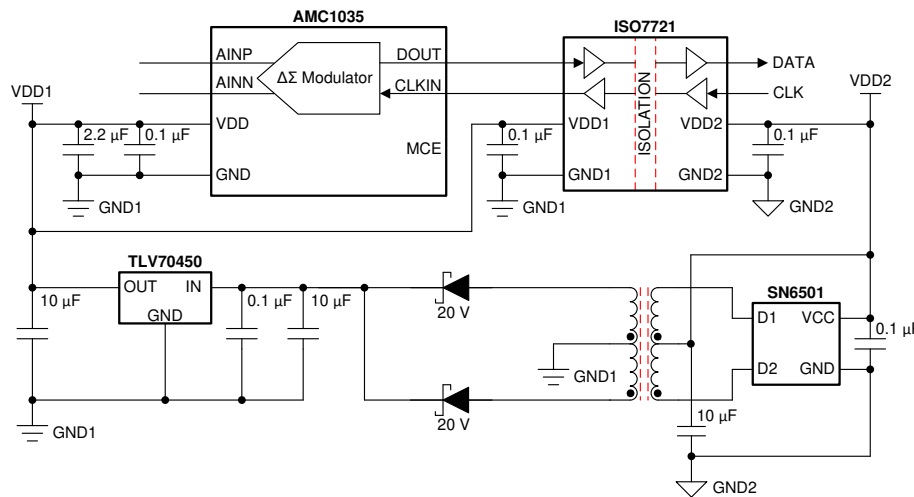 AMC1035
ISO7721
AINP
DOUT
DATA
ΔΣ Modulator
AINN
CLKIN
CLK
VDD1
VDD2
2.2 µF
0.1 µF
VDD
0.1 µF
VDD1
ISOLATION
VDD2
0.1 µF
MCE
GND
GND1
GND2
GND1
GND1
GND2
TLV70450
10 µF
OUT
IN
0.1 µF
10 µF
GND
20 V
SN6501
D1
VCC
0.1 µF
GND1
D2
GND
GND1
20 V
10 µF
GND2